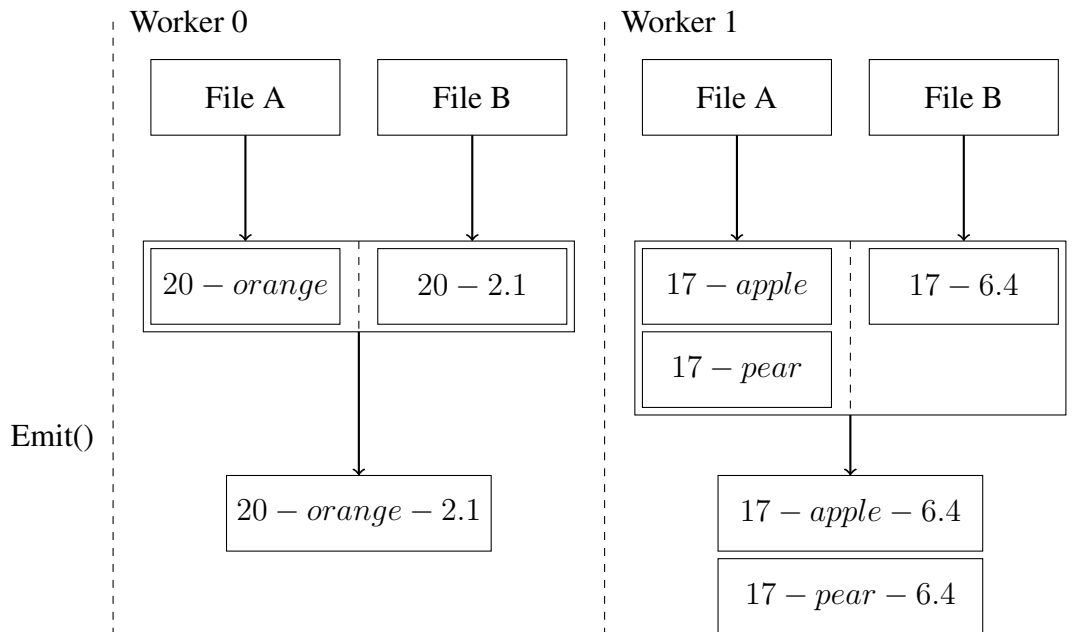 Worker 0
Worker 1
File A
File B
File A
File B
20 − orange
20 − 2.1
17 − apple
17 − 6.4
17 − pear
Emit()
20 − orange − 2.1
17 − apple − 6.4
17 − pear − 6.4